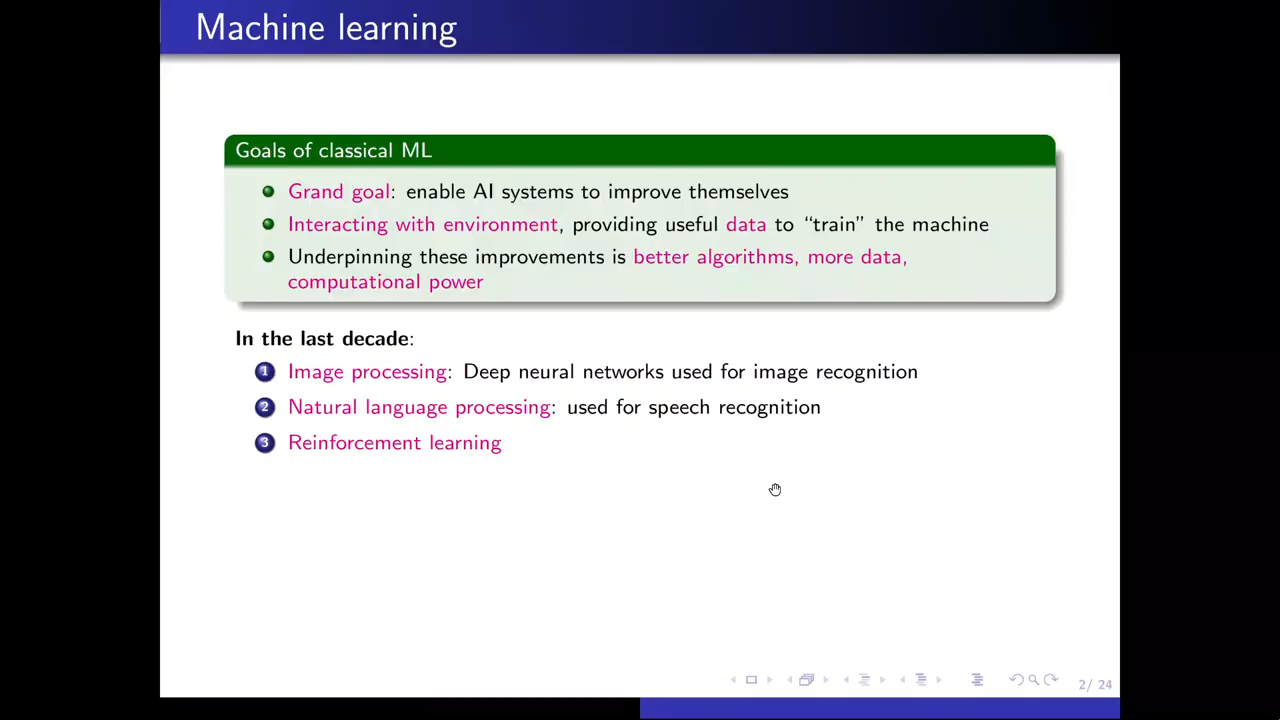 Machine learning
Goals of classical ML
Grand goal: enable AI systems to improve themselves
Interacting with environment, providing useful data to “train” the machine
Underpinning these improvements is better algorithms, more data,
computational power
In the last decade:
1 Image processing: Deep neural networks used for image recognition
2 Natural language processing: used for speech recognition
3 Reinforcement learning
2/ 24